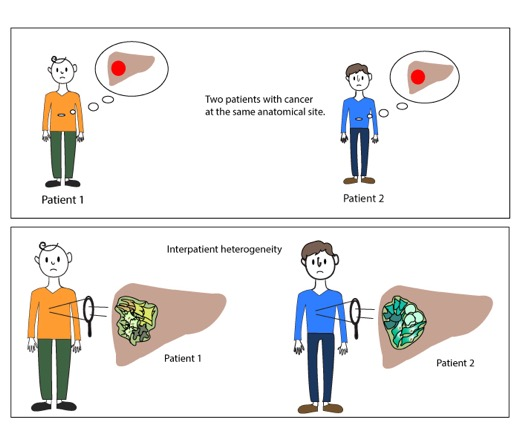 Two patients with cancer
at the same anatomical site.
Patient 1
Patient 2
Interpatient heterogeneity
Patient 1
Patient 2